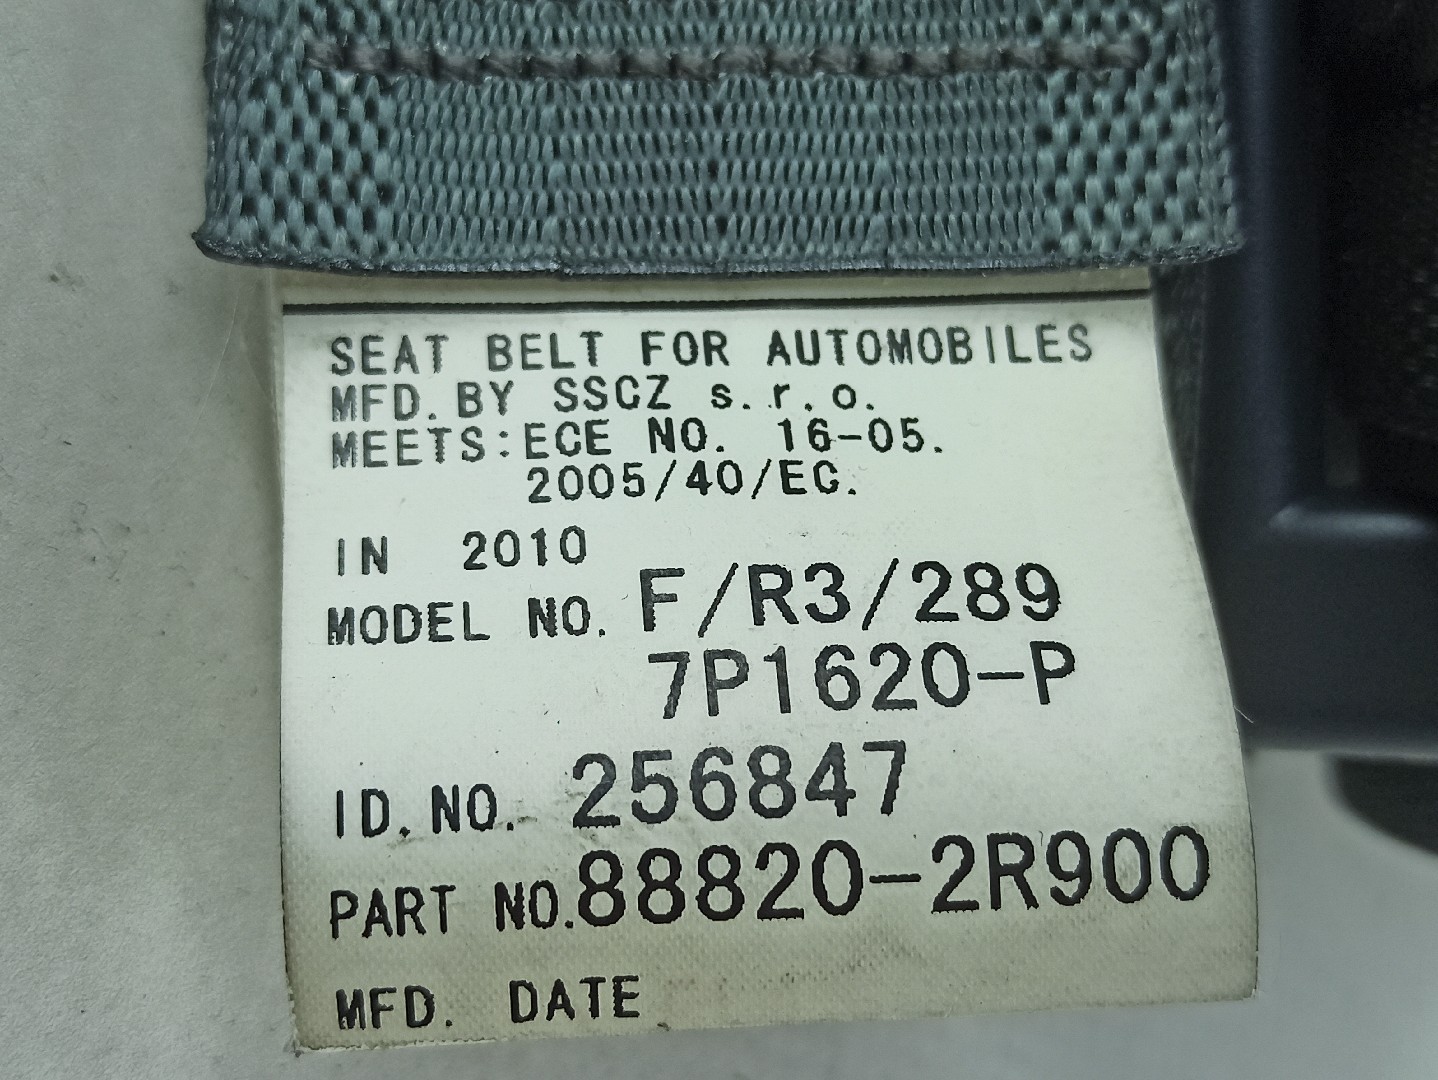 SEAT BELT FOR AUTOMOBILES
MFD. BY SSCZ s.r.o.
MEETS:ECE NO. 16-05.
2005/40/EC.
IN 2010
MODEL NO. F/R3/289
7P1620-P
ID. NO. 256847
PART NO. 88820-2R900
MFD. DATE